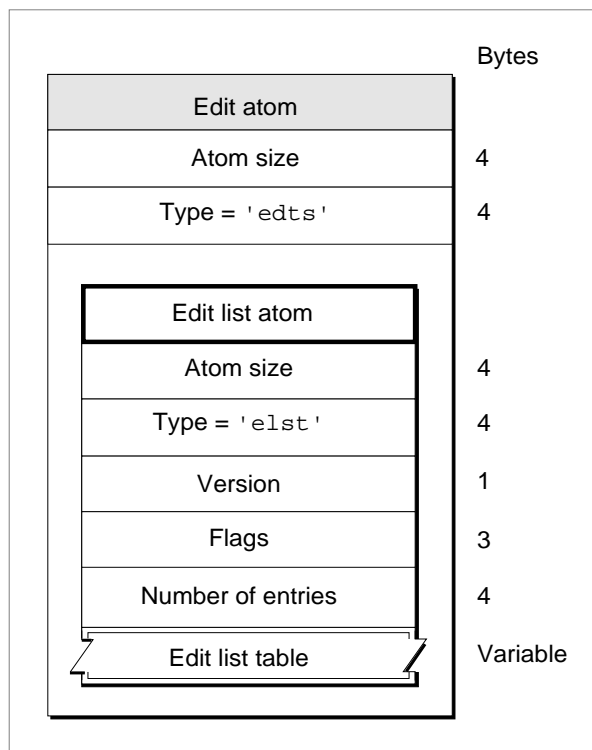 Bytes
Edit atom
Atom size 4
Type = 'edts' 4
Edit list atom
Atom size 4
Type = 'elst' 4
Version 1
Flags 3
Number of entries 4
Edit list table Variable